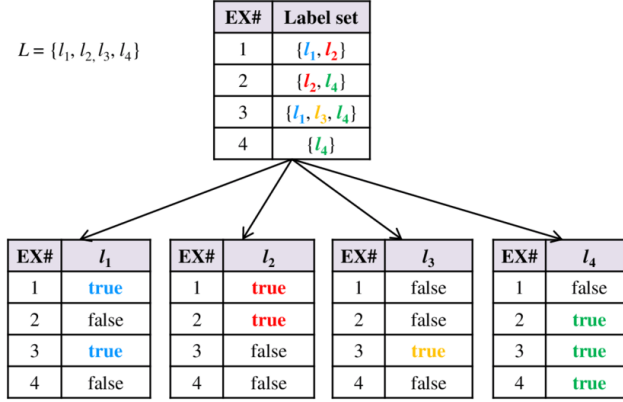 EX# Label set
L = {l1, l2, l3, l4}
1 {l1, l2}
2 {l2, l4}
3 {l1, l3, l4}
4 {l4}
EX# l1
1 true
2 false
3 true
4 false
EX# l2
1 true
2 true
3 false
4 false
EX# l3
1 false
2 false
3 true
4 false
EX# l4
1 false
2 true
3 true
4 true